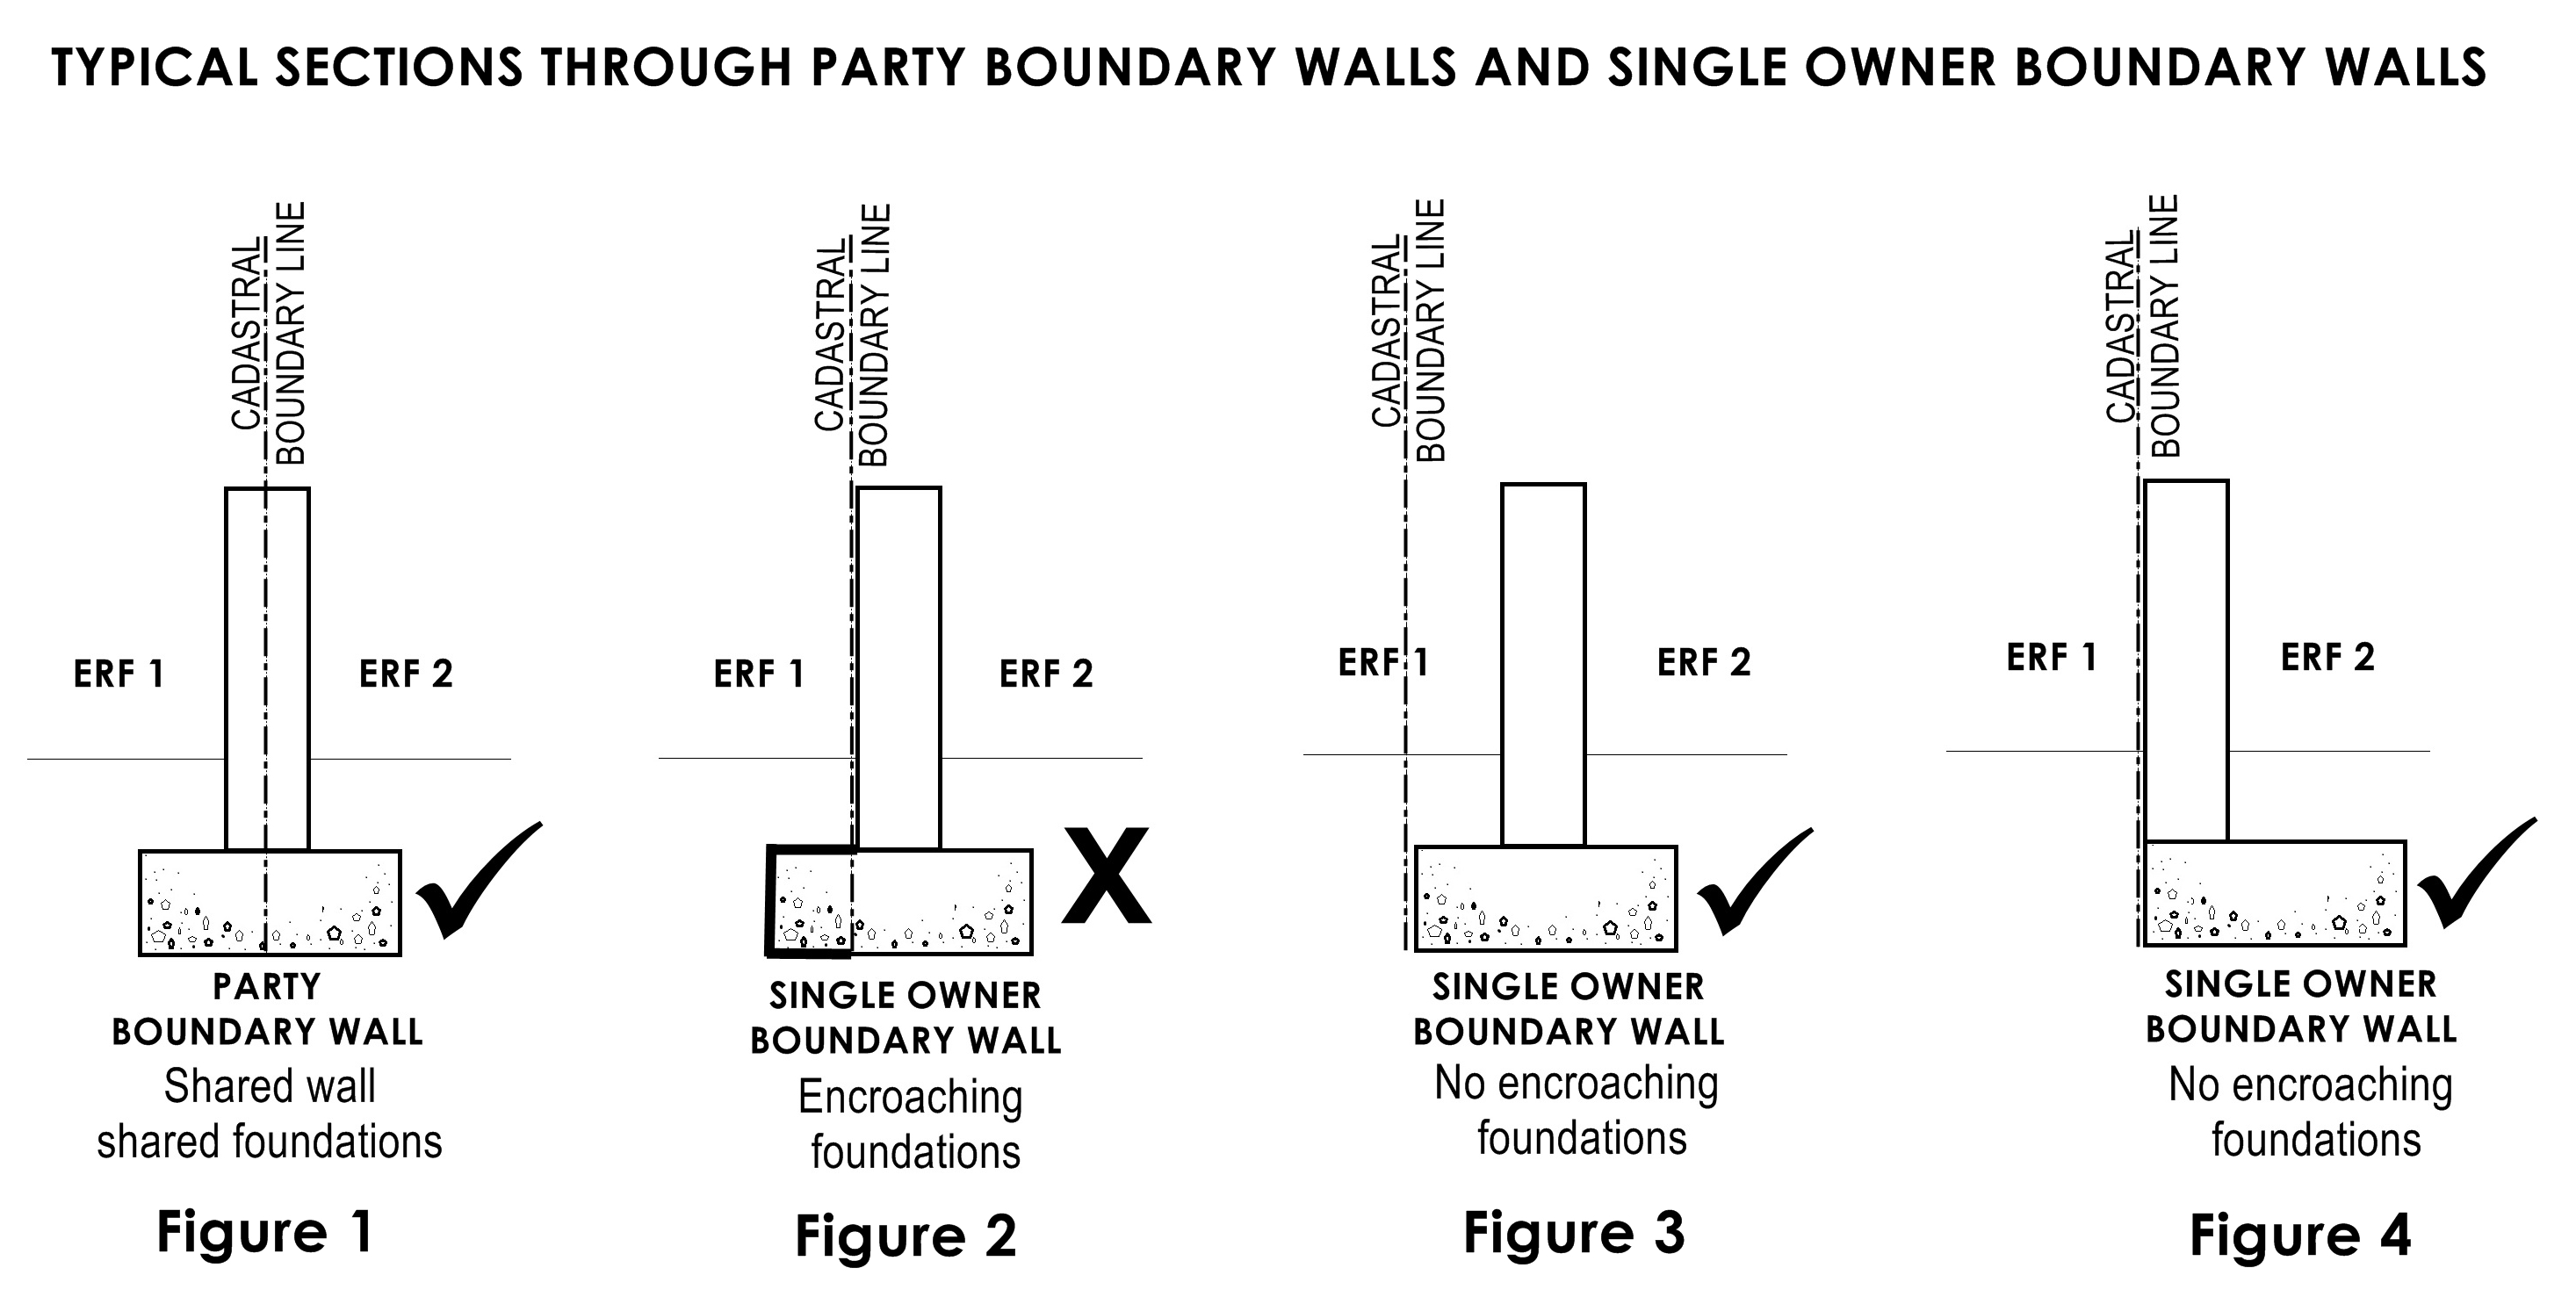 TYPICAL SECTIONS THROUGH PARTY BOUNDARY WALLS AND SINGLE OWNER BOUNDARY WALLS
CADASTRAL
BOUNDARY LINE
ERF 1
ERF 2
PARTY
BOUNDARY WALL
Shared wall
shared foundations
Figure 1
CADASTRAL
BOUNDARY LINE
ERF 1
ERF 2
X
SINGLE OWNER
BOUNDARY WALL
Encroaching
foundations
Figure 2
CADASTRAL
BOUNDARY LINE
ERF 1
ERF 2
SINGLE OWNER
BOUNDARY WALL
No encroaching
foundations
Figure 3
CADASTRAL
BOUNDARY LINE
ERF 1
ERF 2
SINGLE OWNER
BOUNDARY WALL
No encroaching
foundations
Figure 4